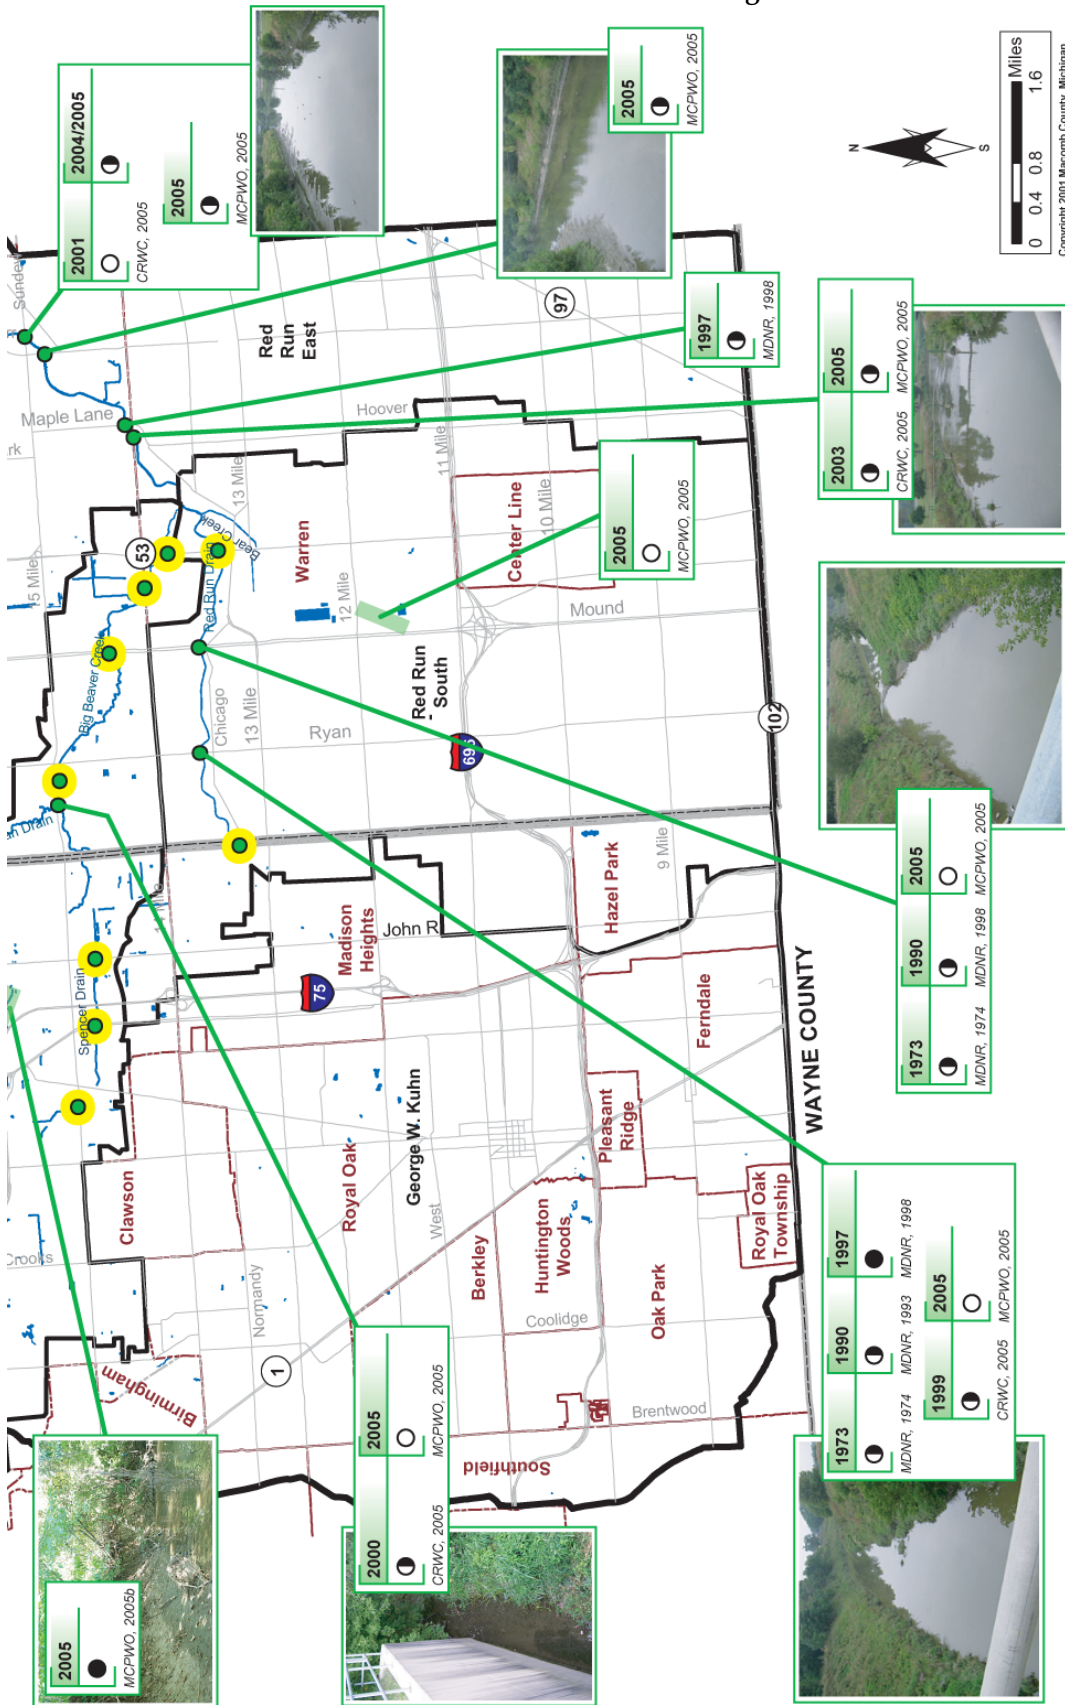 2001
2004/2005
CRWC, 2005
2005
MCPWO, 2005
2005
MCPWO, 2005
Miles
0 0.4 0.8 1.6
Copyright 2001 Macomb County, Michigan
N
S
Maple Lane
Red
Run
East
97
1997
MDNR, 1998
Hoover
15 Mile
53
13 Mile
Bear Creek
Red Run Drain
Warren
11 Mile
Center Line
10 Mile
12 Mile
Mound
2005
MCPWO, 2005
2003
2005
CRWC, 2005
MCPWO, 2005
Big Beaver Creek
Chicago
13 Mile
Ryan
Red Run
South
695
102
Spencer Drain
Madison
Heights
John R
75
Hazel Park
9 Mile
Ferndale
WAYNE COUNTY
1973
1990
2005
MDNR, 1974
MDNR, 1998
MCPWO, 2005
Clawson
Royal Oak
George W. Kuhn
West
Pleasant
Ridge
Crooks
Normandy
Berkley
Huntington
Woods
Royal Oak
Township
Coolidge
Oak Park
Birmingham
1
Brentwood
Southfield
2005
MCPWO, 2005b
2000
2005
CRWC, 2005
MCPWO, 2005
1973
1990
1997
MDNR, 1974
MDNR, 1993
MDNR, 1998
1999
2005
CRWC, 2005
MCPWO, 2005